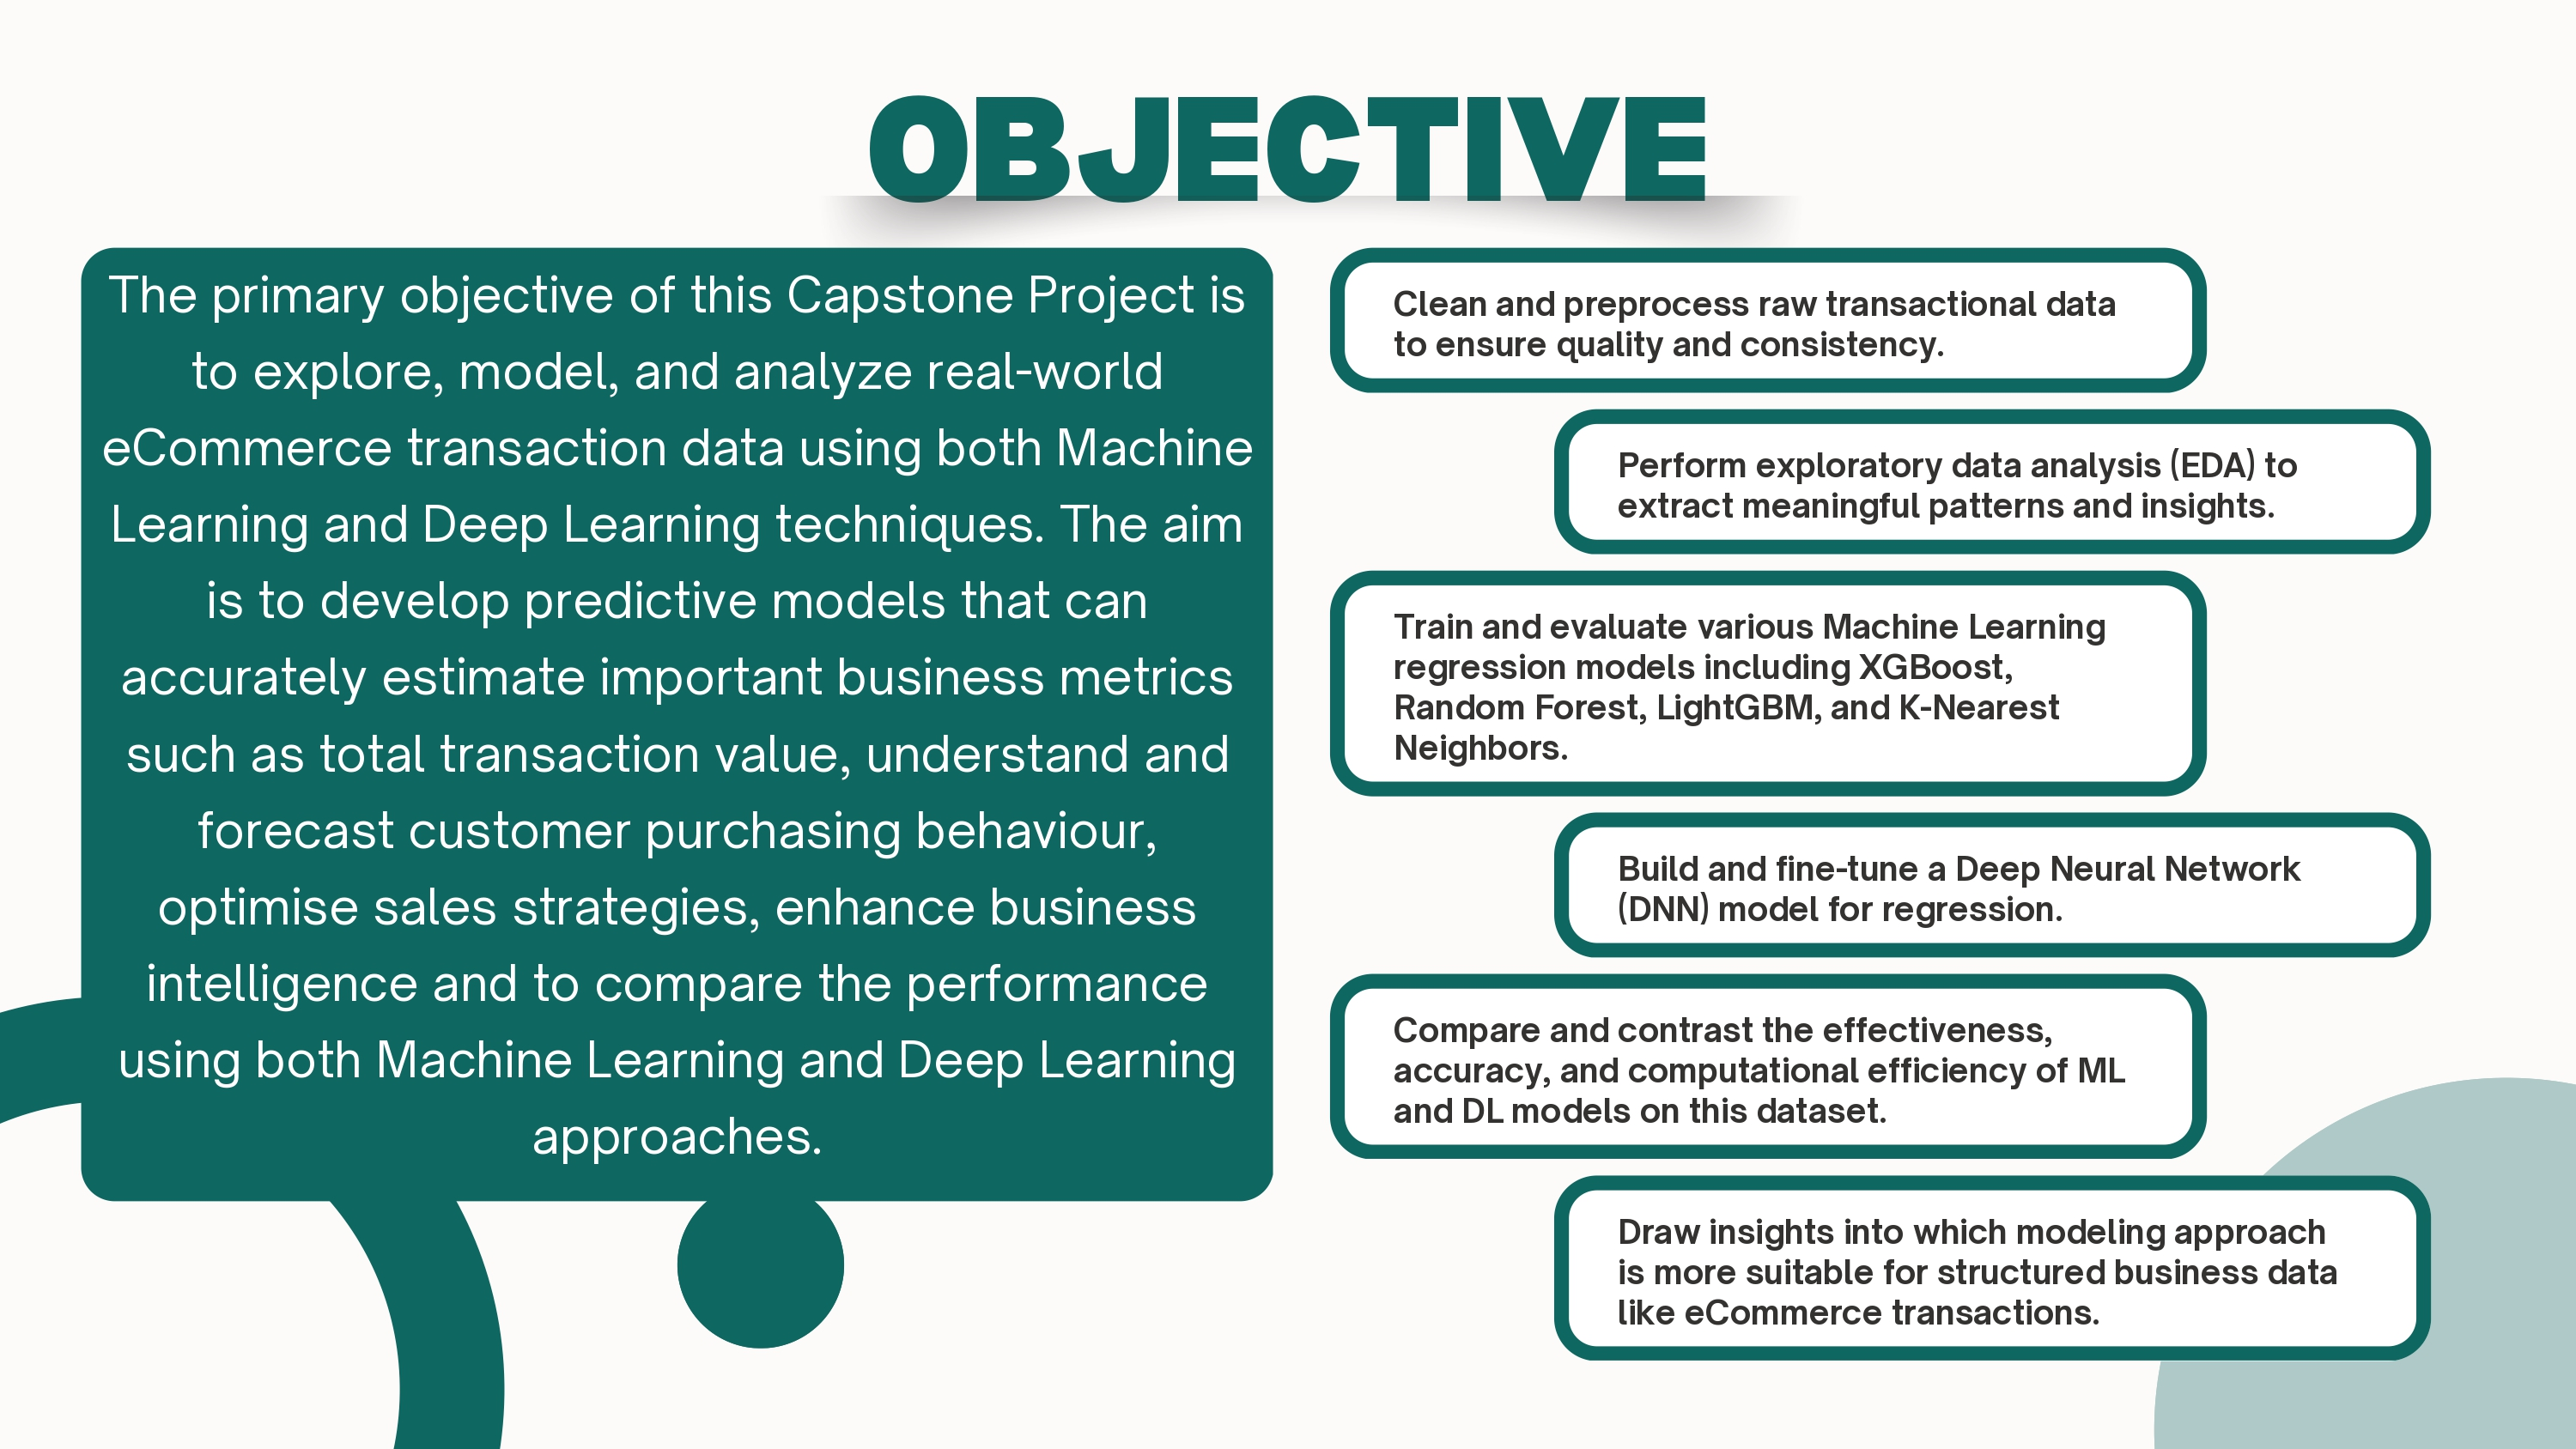 OBJECTIVE
The primary objective of this Capstone Project is
to explore, model, and analyze real-world
eCommerce transaction data using both Machine
Learning and Deep Learning techniques. The aim
is to develop predictive models that can
accurately estimate important business metrics
such as total transaction value, understand and
forecast customer purchasing behaviour,
optimise sales strategies, enhance business
intelligence and to compare the performance
using both Machine Learning and Deep Learning
approaches.
Clean and preprocess raw transactional data
to ensure quality and consistency.
Perform exploratory data analysis (EDA) to
extract meaningful patterns and insights.
Train and evaluate various Machine Learning
regression models including XGBoost,
Random Forest, LightGBM, and K-Nearest
Neighbors.
Build and fine-tune a Deep Neural Network
(DNN) model for regression.
Compare and contrast the effectiveness,
accuracy, and computational efficiency of ML
and DL models on this dataset.
Draw insights into which modeling approach
is more suitable for structured business data
like eCommerce transactions.